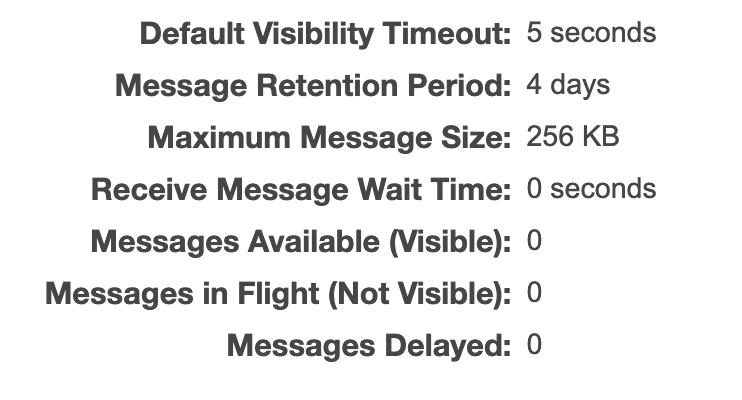 Default Visibility Timeout: 5 seconds
Message Retention Period: 4 days
Maximum Message Size: 256 KB
Receive Message Wait Time: 0 seconds
Messages Available (Visible): 0
Messages in Flight (Not Visible): 0
Messages Delayed: 0